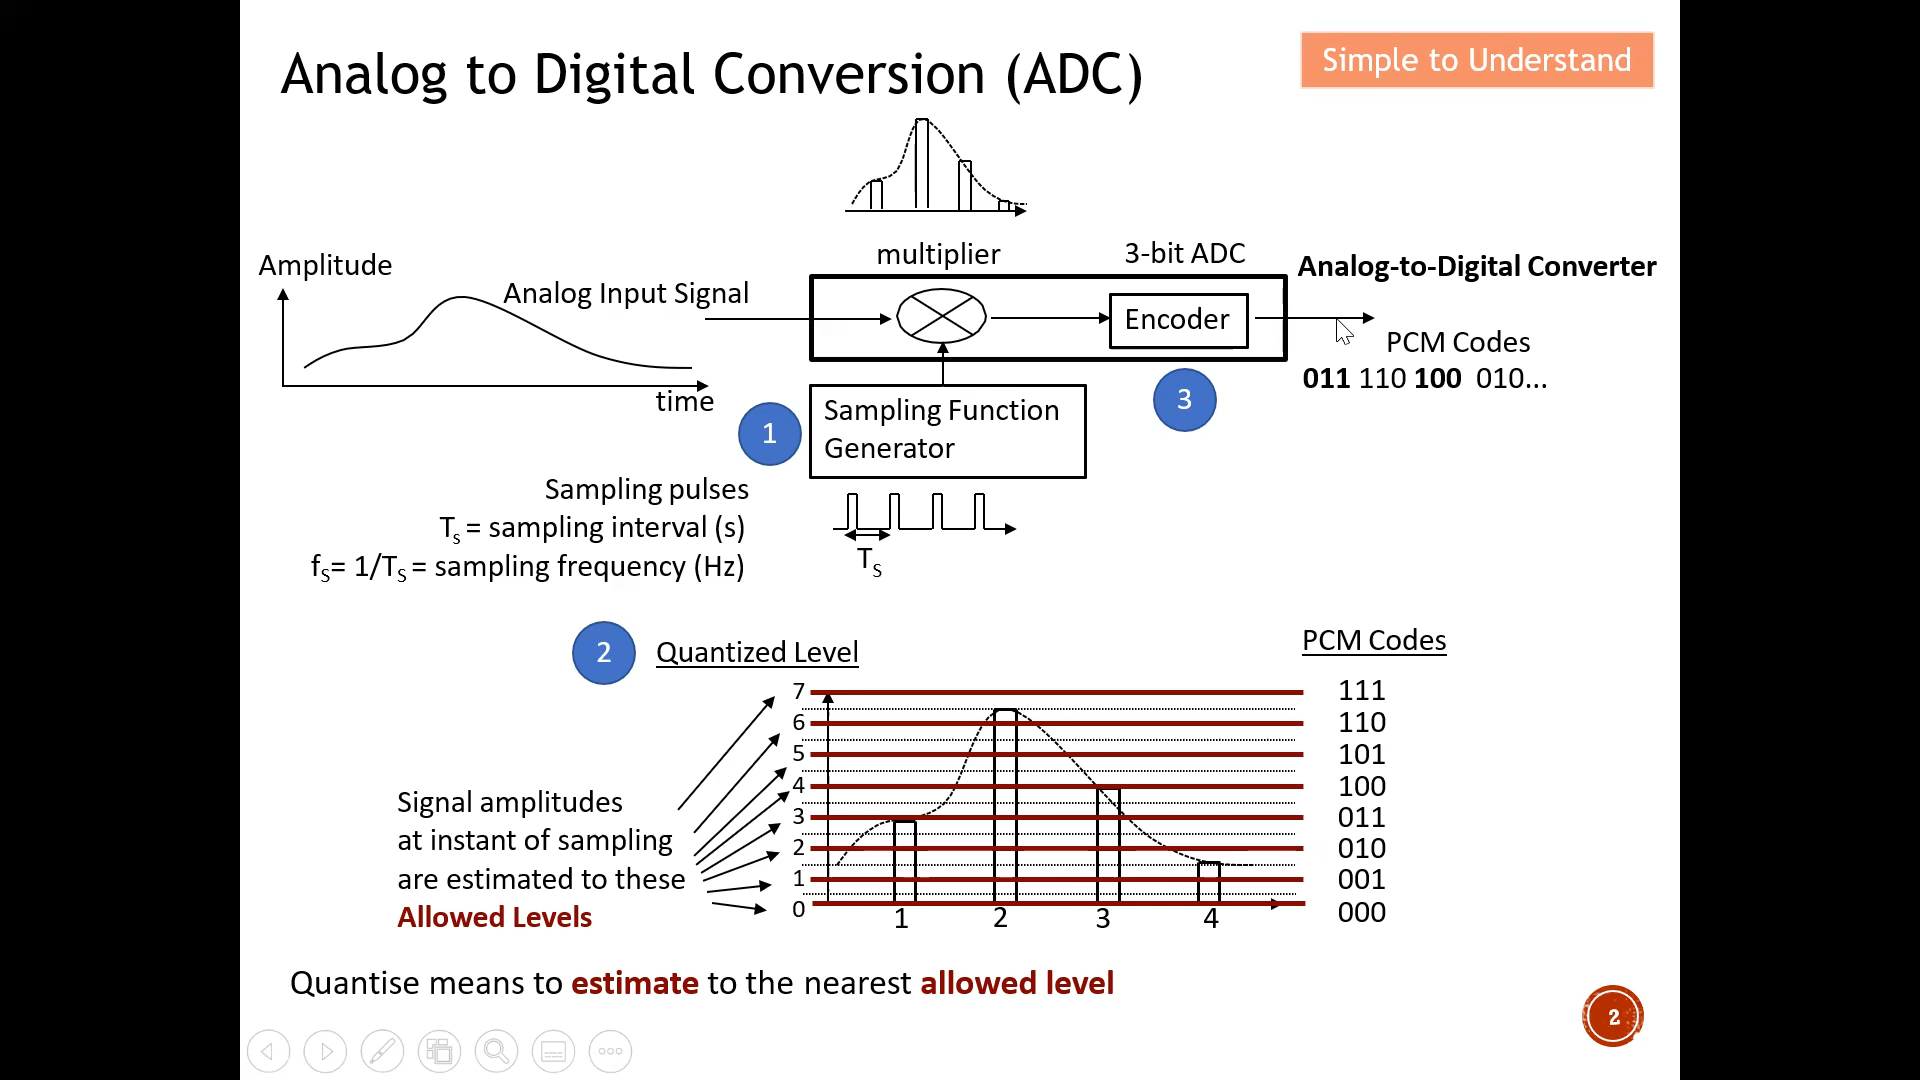 Analog to Digital Conversion (ADC)
Simple to Understand
Amplitude
Analog Input Signal
time
multiplier
3-bit ADC
Encoder
Analog-to-Digital Converter
PCM Codes
011 110 100 010...
1
Sampling Function
Generator
3
Sampling pulses
Ts = sampling interval (s)
fS= 1/TS = sampling frequency (Hz)
TS
2
Quantized Level
PCM Codes
7
111
6
110
5
101
4
100
3
011
2
010
1
001
0
000
Signal amplitudes
at instant of sampling
are estimated to these
Allowed Levels
1 2 3 4
Quantise means to estimate to the nearest allowed level
2